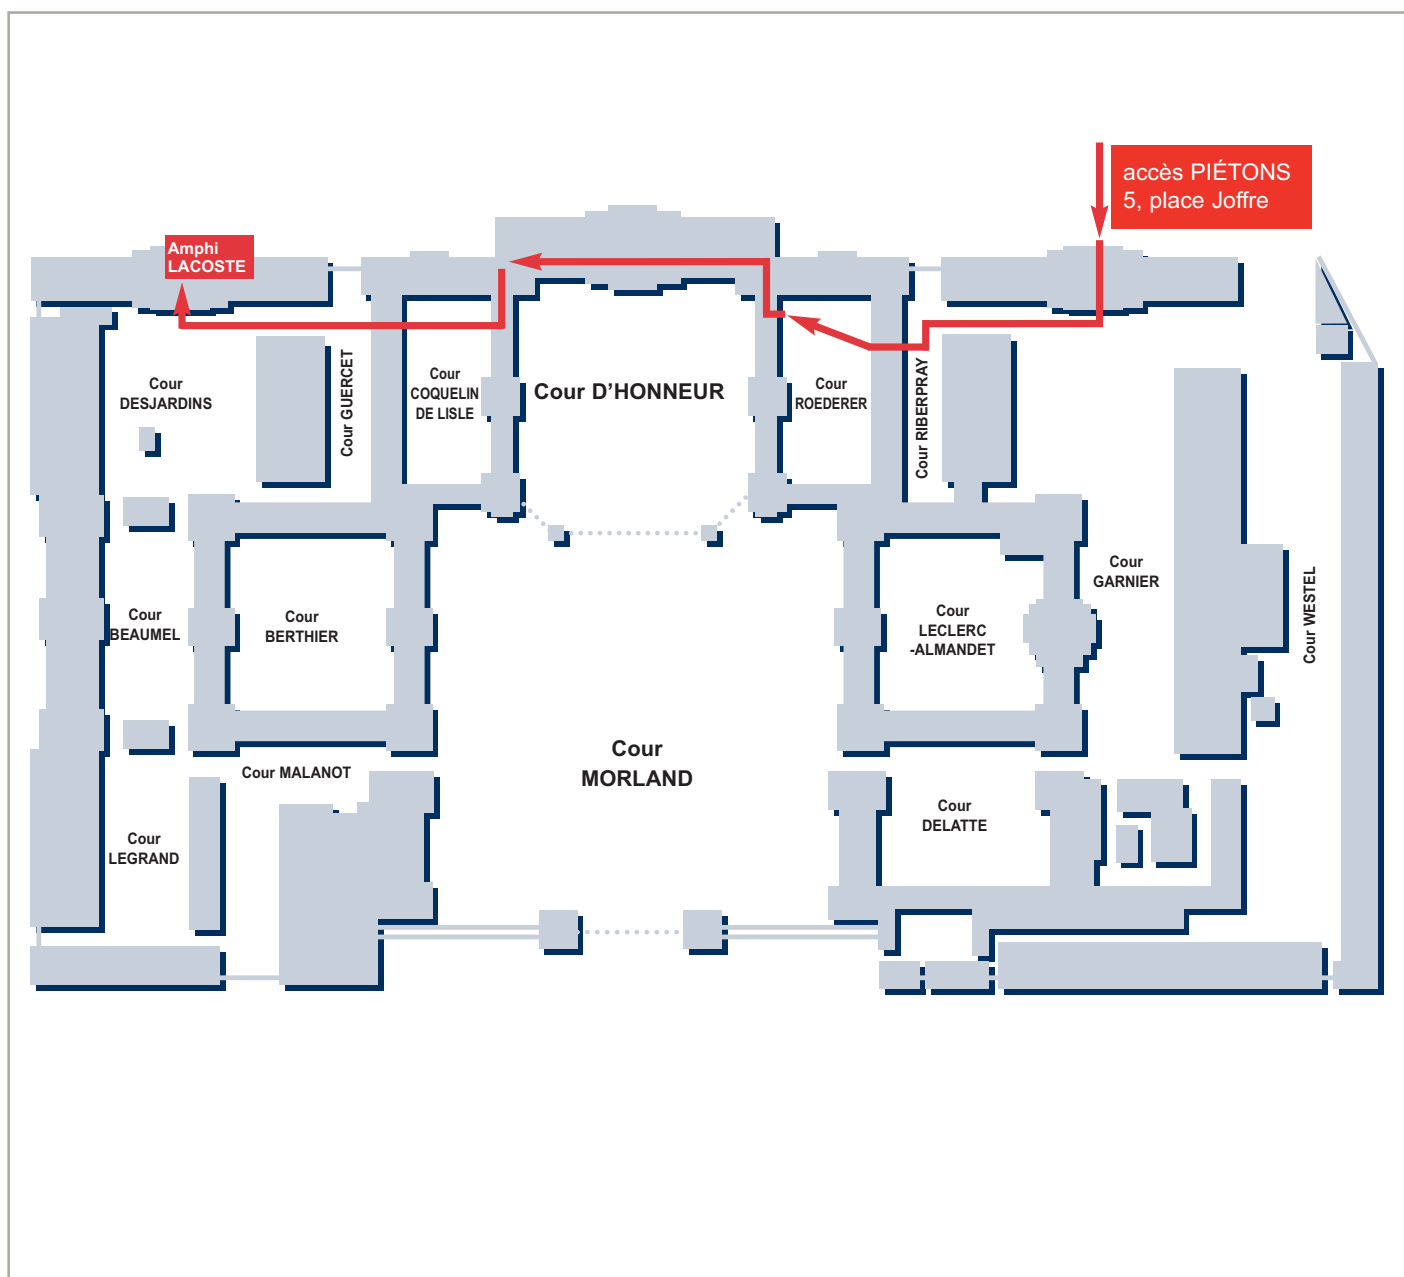 accès PIÉTONS
5, place Joffre
Amphi
LACOSTE
Cour
DESJARDINS
Cour GUERCET
Cour
COQUELIN
DE LISLE
Cour D’HONNEUR
Cour
ROEDERER
Cour RIBERPRAY
Cour
GARNIER
Cour WESTEL
Cour
BEAUMEL
Cour
BERTHIER
Cour
LECLERC
-ALMANDET
Cour
MORLAND
Cour MALANOT
Cour
DELATTE
Cour
LEGRAND